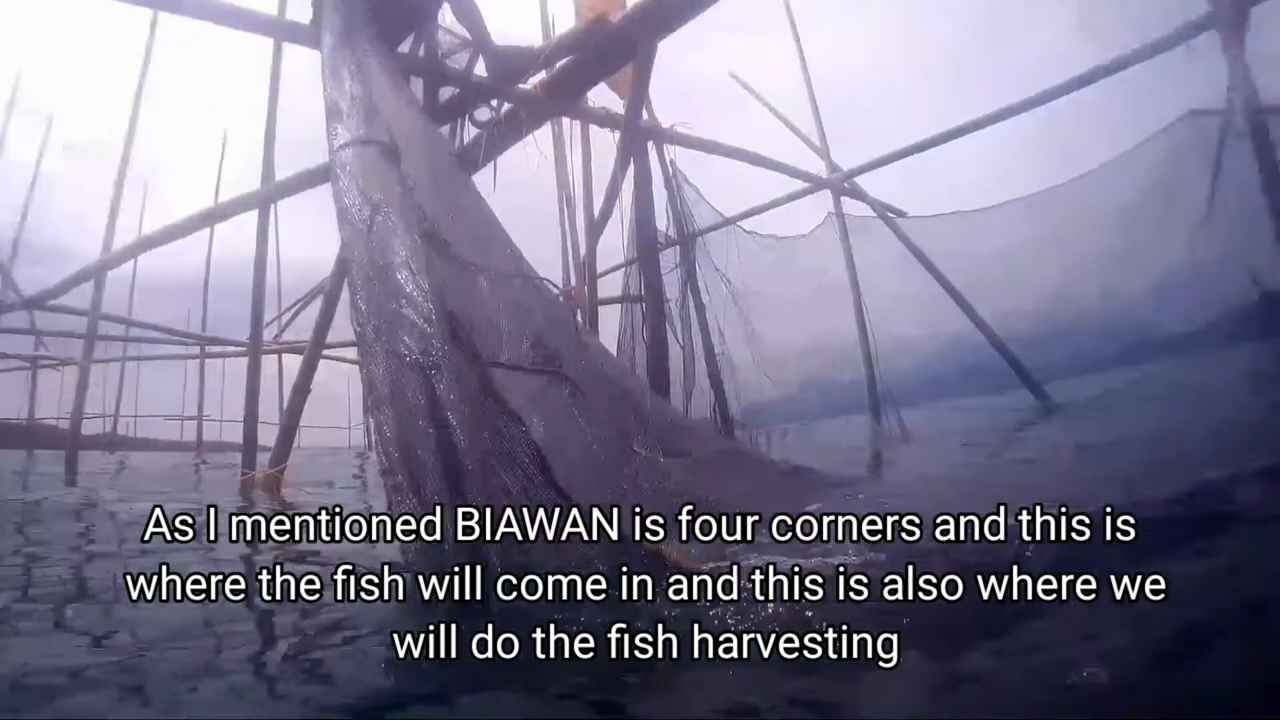 As I mentioned BIAWAN is four corners and this is
where the fish will come in and this is also where we
will do the fish harvesting